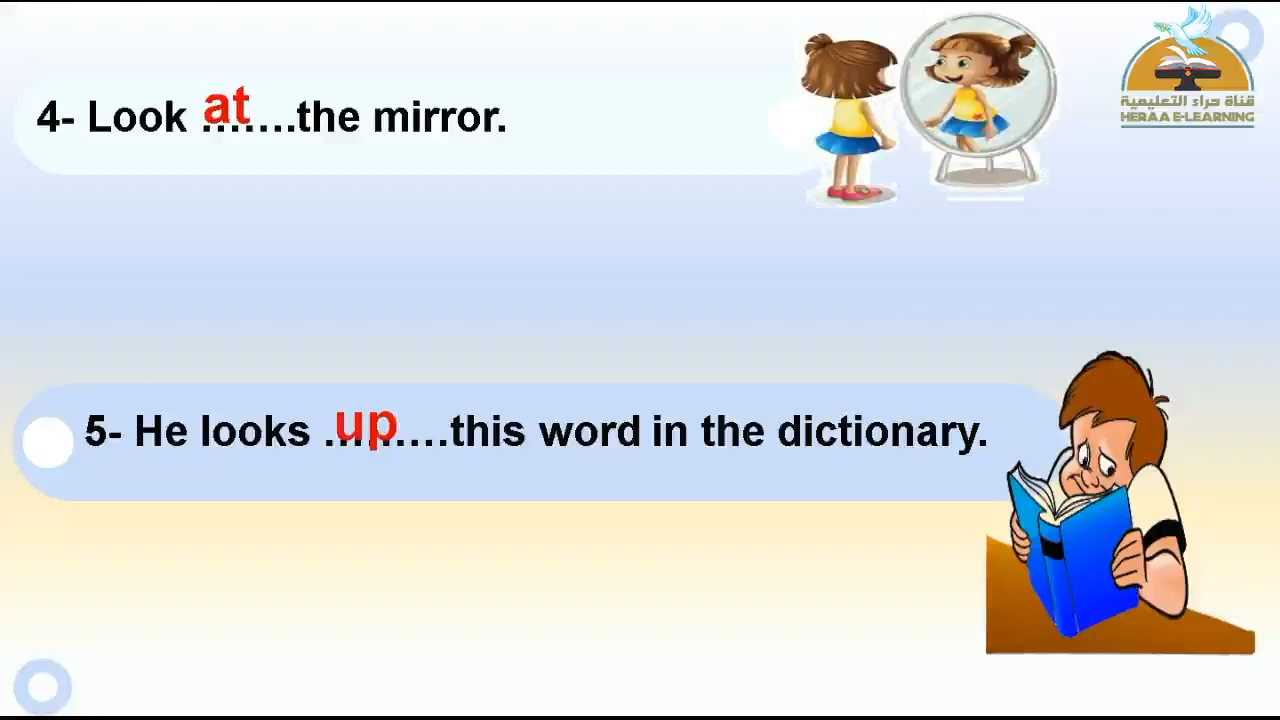 4- Look at.......the mirror.
قناة حراء التعليمية
HERAA E-LEARNING
5- He looks ...up.....this word in the dictionary.